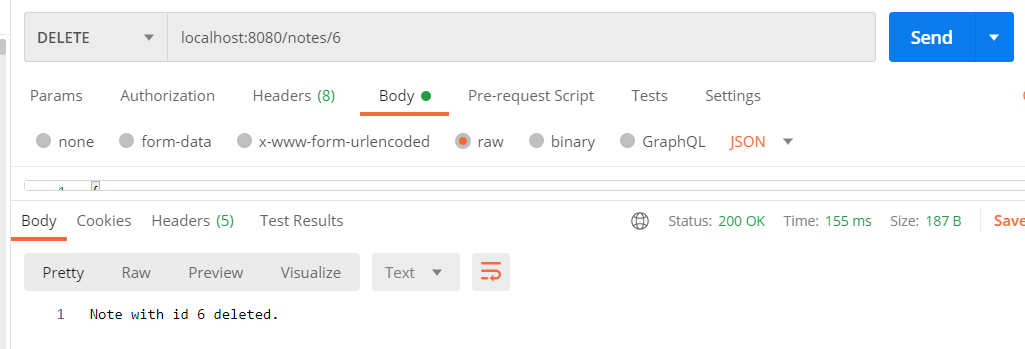 DELETE localhost:8080/notes/6 Send
Params Authorization Headers (8) Body Pre-request Script Tests Settings
none form-data x-www-form-urlencoded raw binary GraphQL JSON
Body Cookies Headers (5) Test Results Status: 200 OK Time: 155 ms Size: 187 B Save
Pretty Raw Preview Visualize Text
1 Note with id 6 deleted.